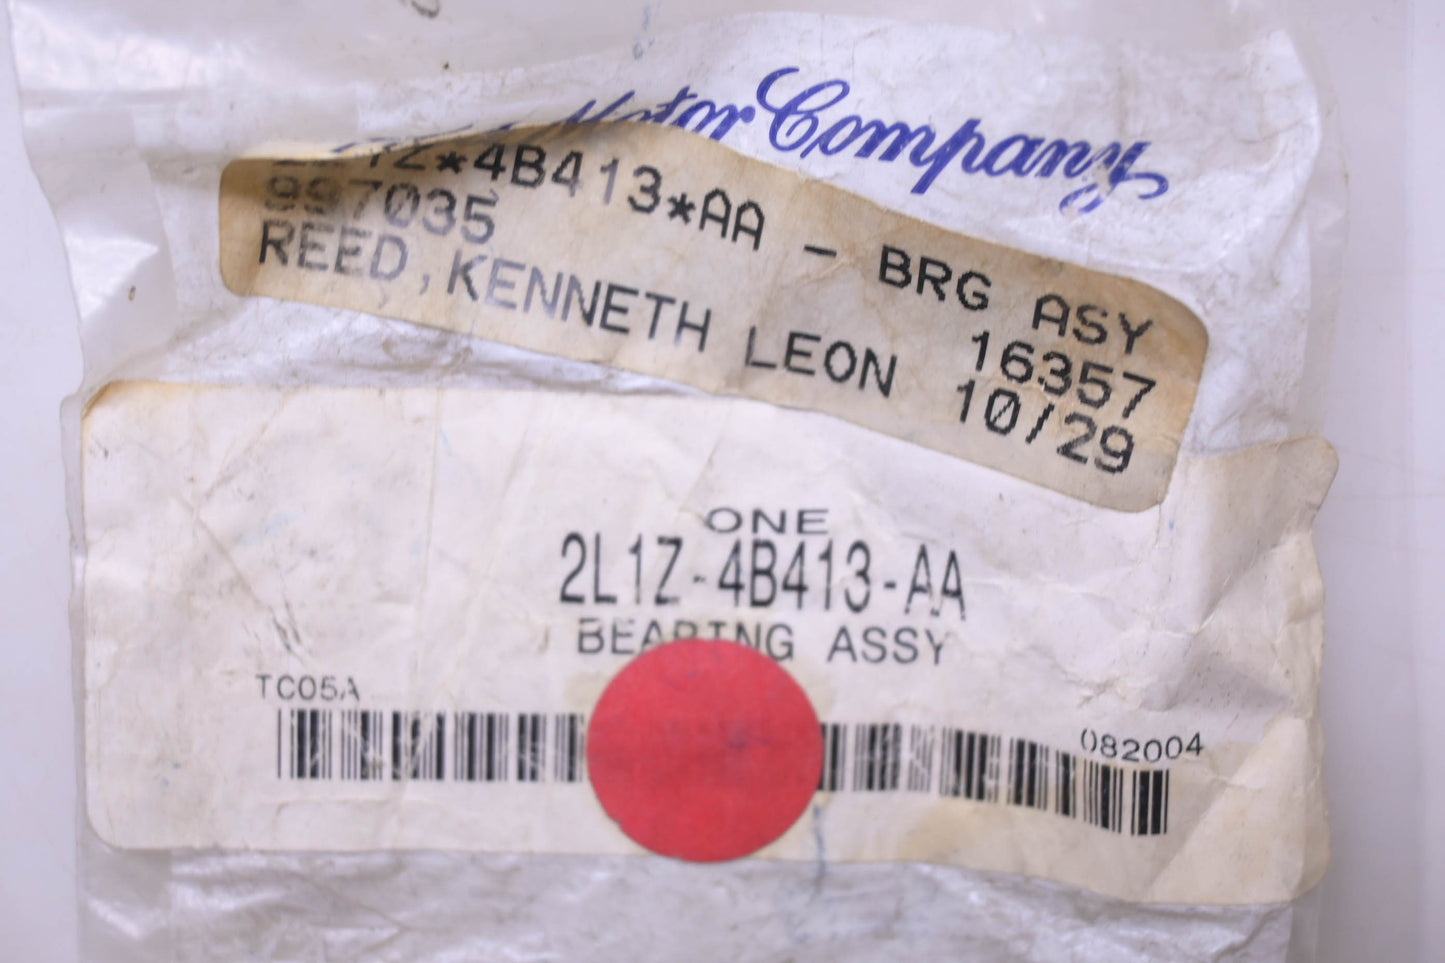 Motor Company
2L1Z*4B413*AA - BRG ASY
997035 16357
REED, KENNETH LEON 10/29
ONE
2L1Z-4B413-AA
BEARING ASSY
TC05A
082004